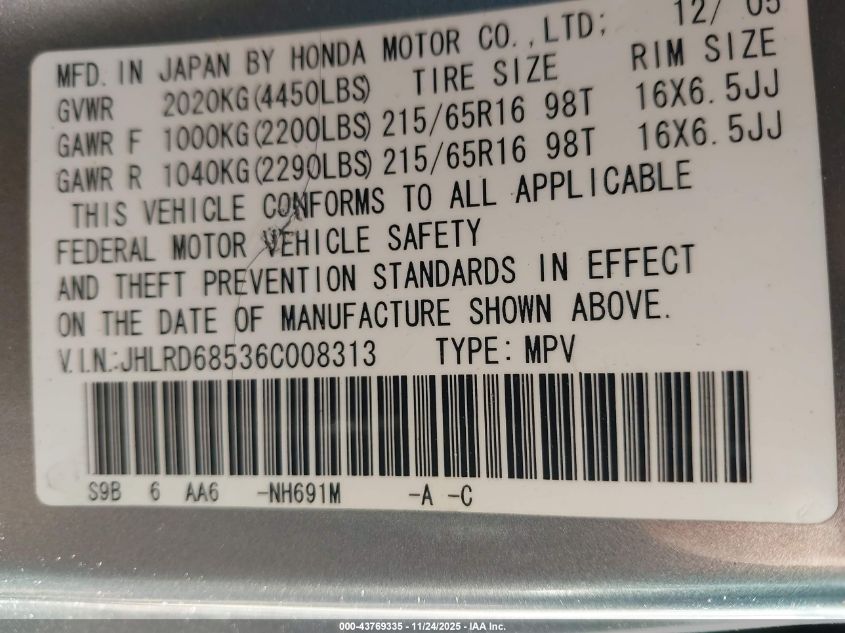 MFD. IN JAPAN BY HONDA MOTOR CO.,LTD; 12/ 05
GVWR 2020KG(4450LBS) TIRE SIZE RIM SIZE
GAWR F 1000KG(2200LBS) 215/65R16 98T 16X6.5JJ
GAWR R 1040KG(2290LBS) 215/65R16 98T 16X6.5JJ
THIS VEHICLE CONFORMS TO ALL APPLICABLE
FEDERAL MOTOR VEHICLE SAFETY
AND THEFT PREVENTION STANDARDS IN EFFECT
ON THE DATE OF MANUFACTURE SHOWN ABOVE.
V.I.N.:JHLRD68536C008313 TYPE: MPV
S9B 6 AA6 -NH691M -A -C
000-43769335 - 11/24/2025 - IAA Inc.